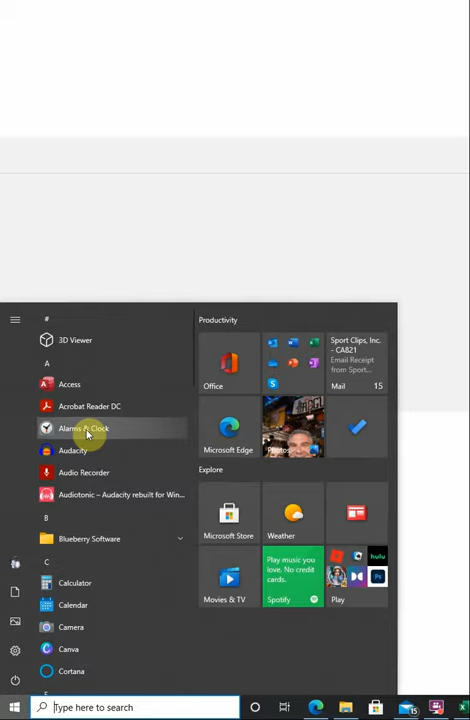 #
3D Viewer
A
Access
Acrobat Reader DC
Alarms & Clock
Audacity
Audio Recorder
Audiotonic – Audacity rebuilt for Win...
B
Blueberry Software
C
Calculator
Calendar
Camera
Canva
Cortana
Productivity
Office
Sport Clips, Inc.
- CA821
Email Receipt
from Sport...
Mail 15
Microsoft Edge
Photos
Explore
Microsoft Store
Weather
Movies & TV
Play music you
love. No credit
cards.
Spotify
hulu
Ps
Play
Type here to search
15